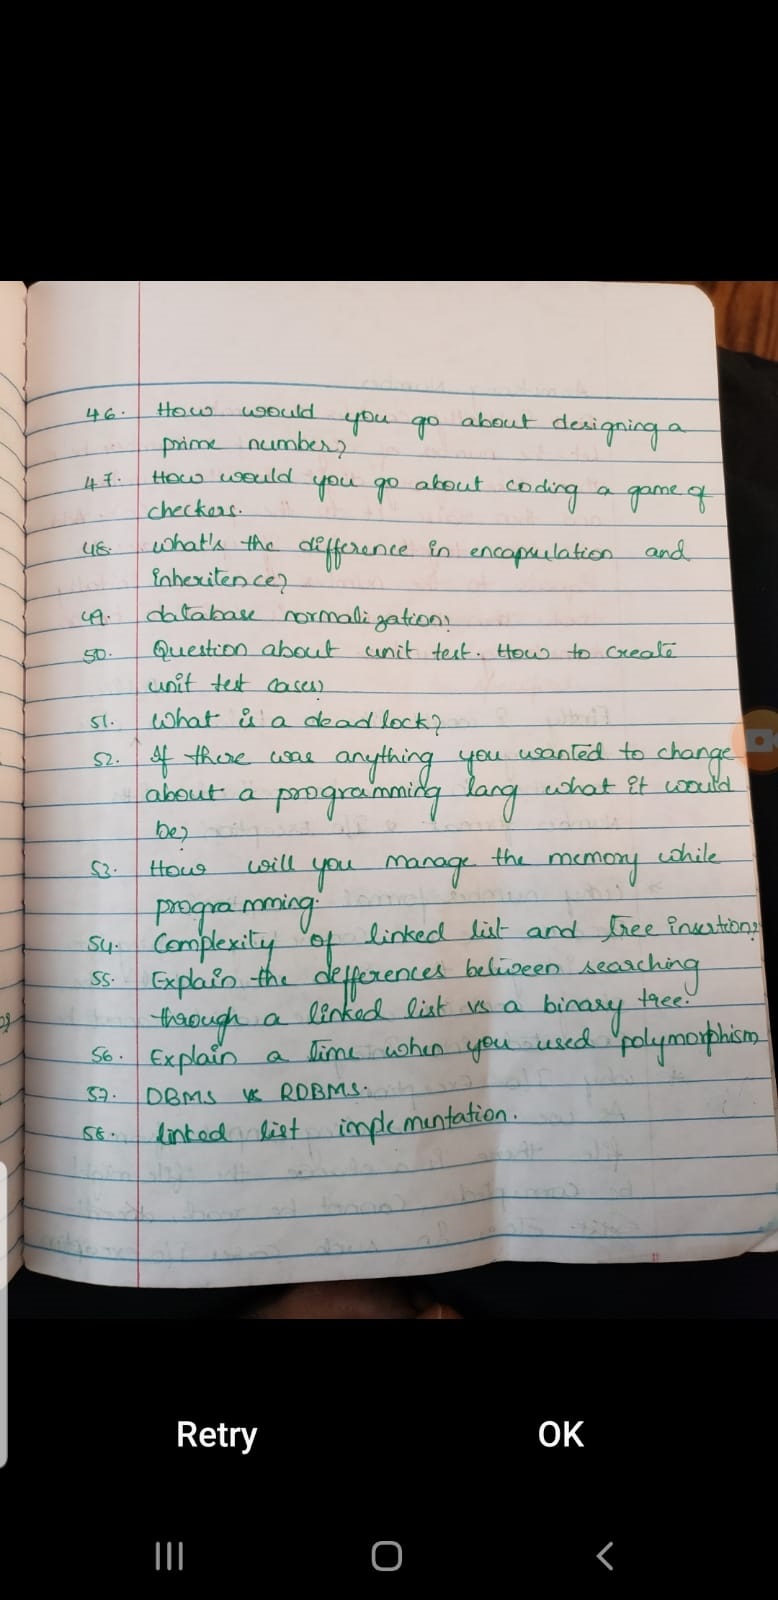 46. How would you go about designing a
prime number?
47. How would you go about coding a game of
checkers.
48. What's the difference in encapsulation and
inheritence?
49. database normalization?
50. Question about unit test. How to create
unit test cases?
51. What is a dead lock?
52. If there was anything you wanted to change
about a programming lang what it would
be?
53. How will you manage the memory while
programming.
54. Complexity of linked list and tree insertion?
55. Explain the defferences between searching
through a linked list vs a binary tree.
56. Explain a time when you used polymorphism
57. DBMS vs RDBMS.
58. linked list implementation.
Retry OK